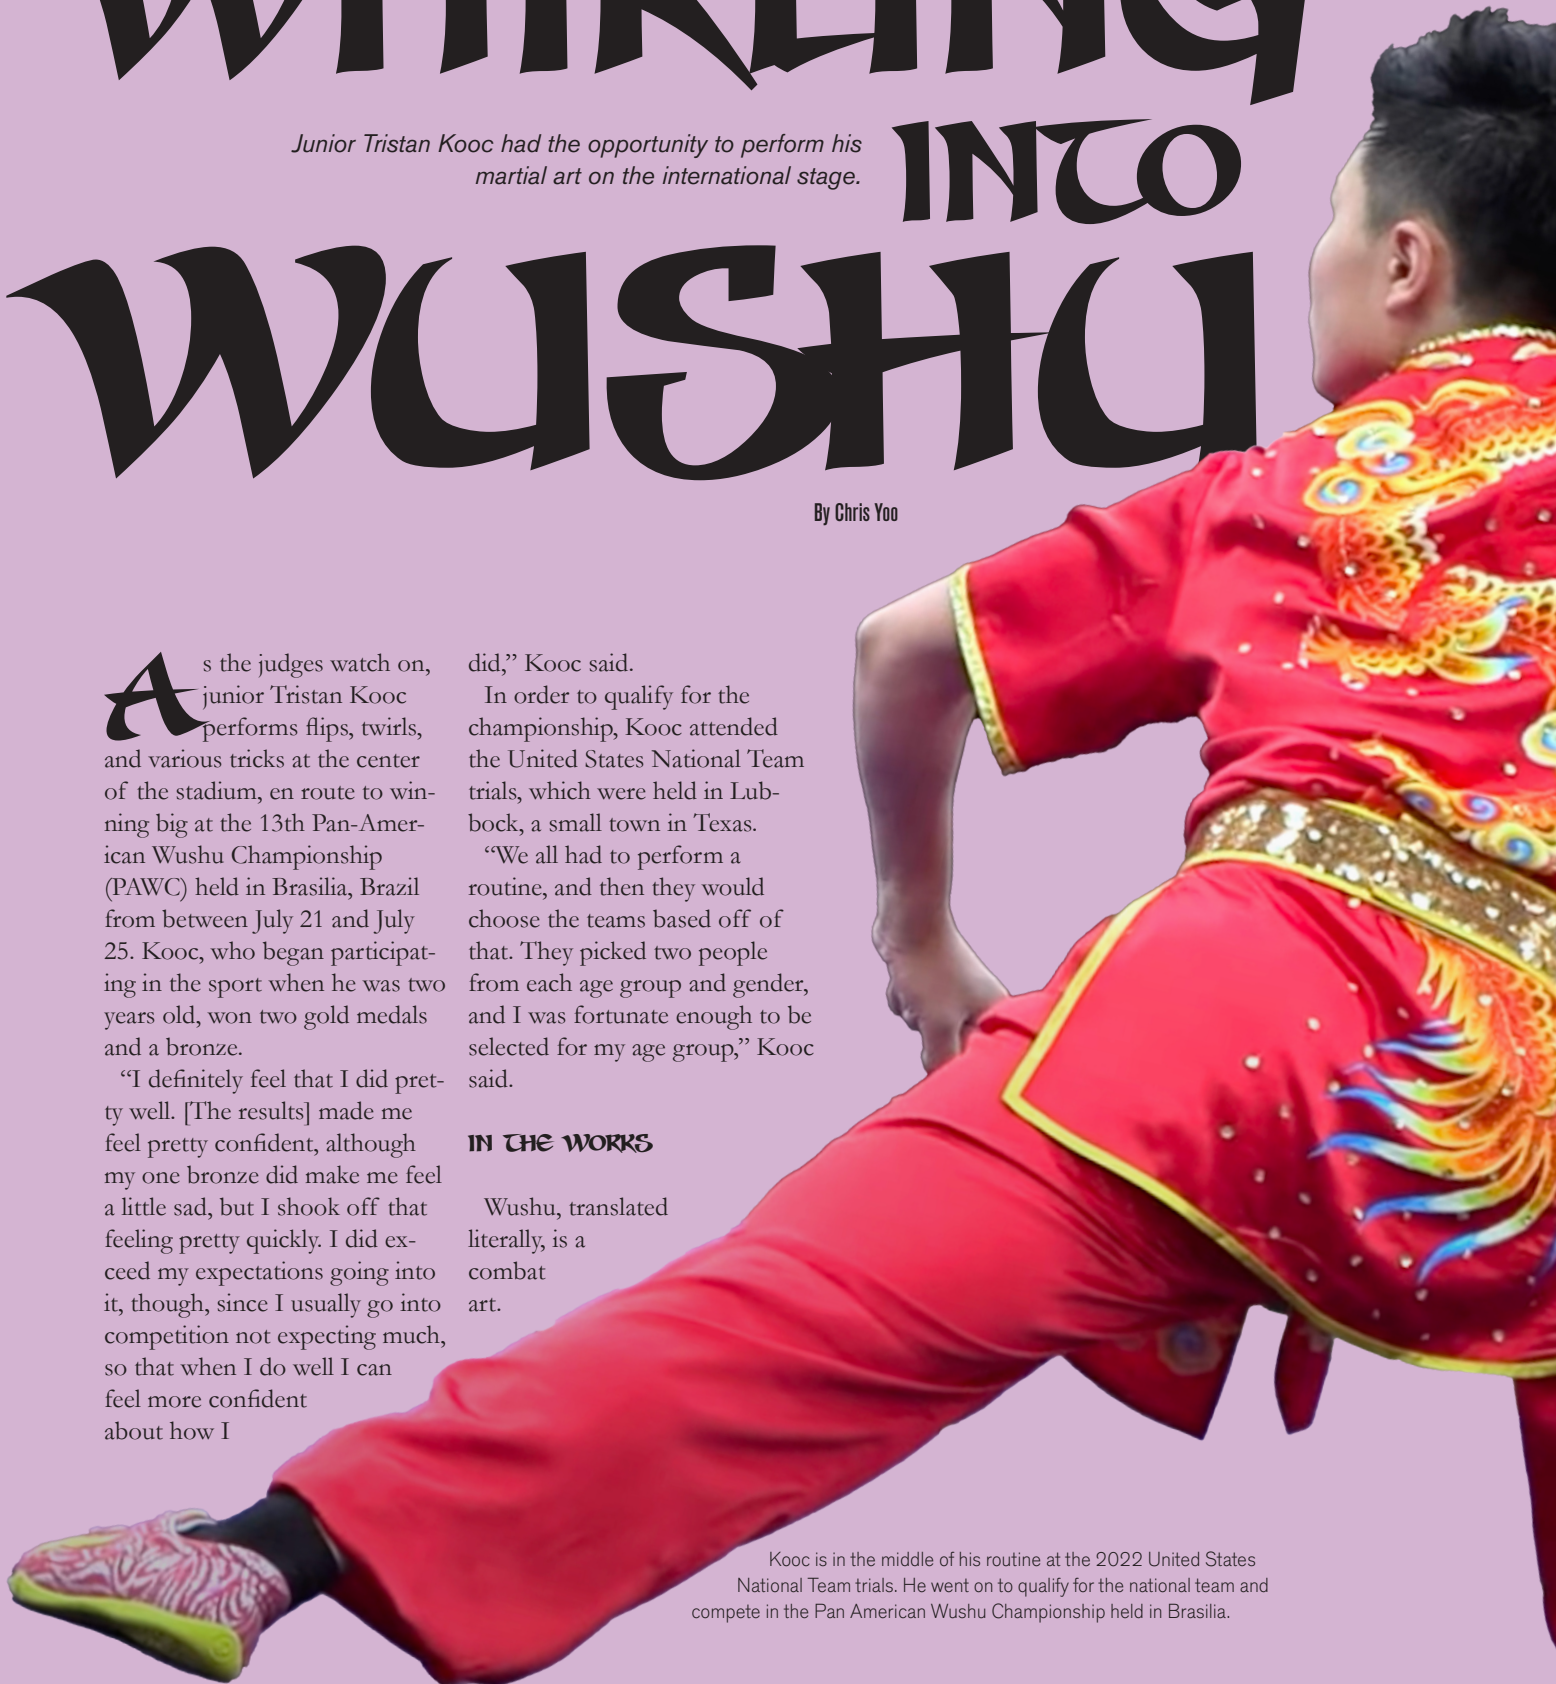 WHIRLING
Junior Tristan Kooc had the opportunity to perform his
martial art on the international stage.
INTO
WUSHU
By Chris Yoo
As the judges watch on,
junior Tristan Kooc
performs flips, twirls,
and various tricks at the center
of the stadium, en route to win-
ning big at the 13th Pan-Amer-
ican Wushu Championship
(PAWC) held in Brasilia, Brazil
from between July 21 and July
25. Kooc, who began participat-
ing in the sport when he was two
years old, won two gold medals
and a bronze.
“I definitely feel that I did pret-
ty well. [The results] made me
feel pretty confident, although
my one bronze did make me feel
a little sad, but I shook off that
feeling pretty quickly. I did ex-
ceed my expectations going into
it, though, since I usually go into
competition not expecting much,
so that when I do well I can
feel more confident
about how I
did,” Kooc said.
In order to qualify for the
championship, Kooc attended
the United States National Team
trials, which were held in Lub-
bock, a small town in Texas.
“We all had to perform a
routine, and then they would
choose the teams based off of
that. They picked two people
from each age group and gender,
and I was fortunate enough to be
selected for my age group,” Kooc
said.
IN THE WORKS
Wushu, translated
literally, is a
combat
art.
Kooc is in the middle of his routine at the 2022 United States
National Team trials. He went on to qualify for the national team and
compete in the Pan American Wushu Championship held in Brasilia.